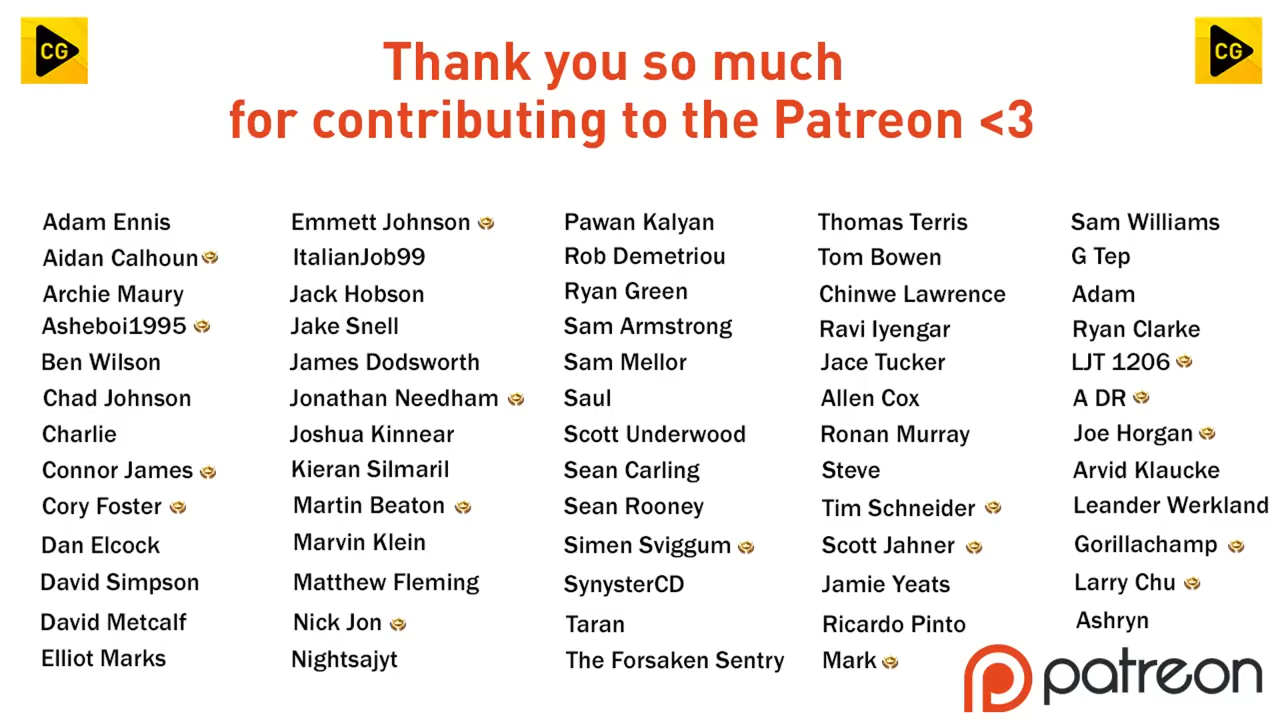 CG
CG
Thank you so much
for contributing to the Patreon <3
Adam Ennis
Aidan Calhoun
Archie Maury
Asheboi1995
Ben Wilson
Chad Johnson
Charlie
Connor James
Cory Foster
Dan Elcock
David Simpson
David Metcalf
Elliot Marks
Emmett Johnson
ItalianJob99
Jack Hobson
Jake Snell
James Dodsworth
Jonathan Needham
Joshua Kinnear
Kieran Silmaril
Martin Beaton
Marvin Klein
Matthew Fleming
Nick Jon
Nightsajyt
Pawan Kalyan
Rob Demetriou
Ryan Green
Sam Armstrong
Sam Mellor
Saul
Scott Underwood
Sean Carling
Sean Rooney
Simen Sviggum
SynysterCD
Taran
The Forsaken Sentry
Thomas Terris
Tom Bowen
Chinwe Lawrence
Ravi Iyengar
Jace Tucker
Allen Cox
Ronan Murray
Steve
Tim Schneider
Scott Jahner
Jamie Yeats
Ricardo Pinto
Mark
Sam Williams
G Tep
Adam
Ryan Clarke
LJT 1206
A DR
Joe Horgan
Arvid Klaucke
Leander Werkland
Gorillachamp
Larry Chu
Ashryn
patreon